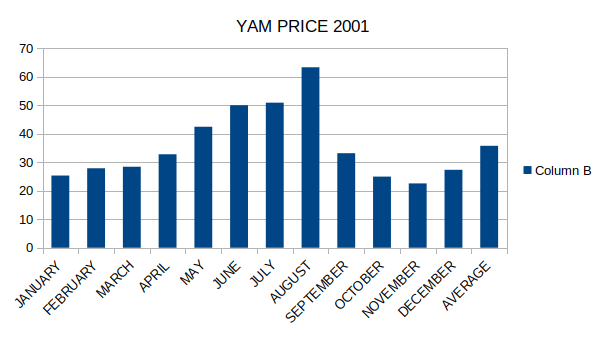 YAM PRICE 2001
70
60
50
40
30
20
10
0
Column B
JANUARY
FEBRUARY
MARCH
APRIL
MAY
JUNE
JULY
AUGUST
SEPTEMBER
OCTOBER
NOVEMBER
DECEMBER
AVERAGE